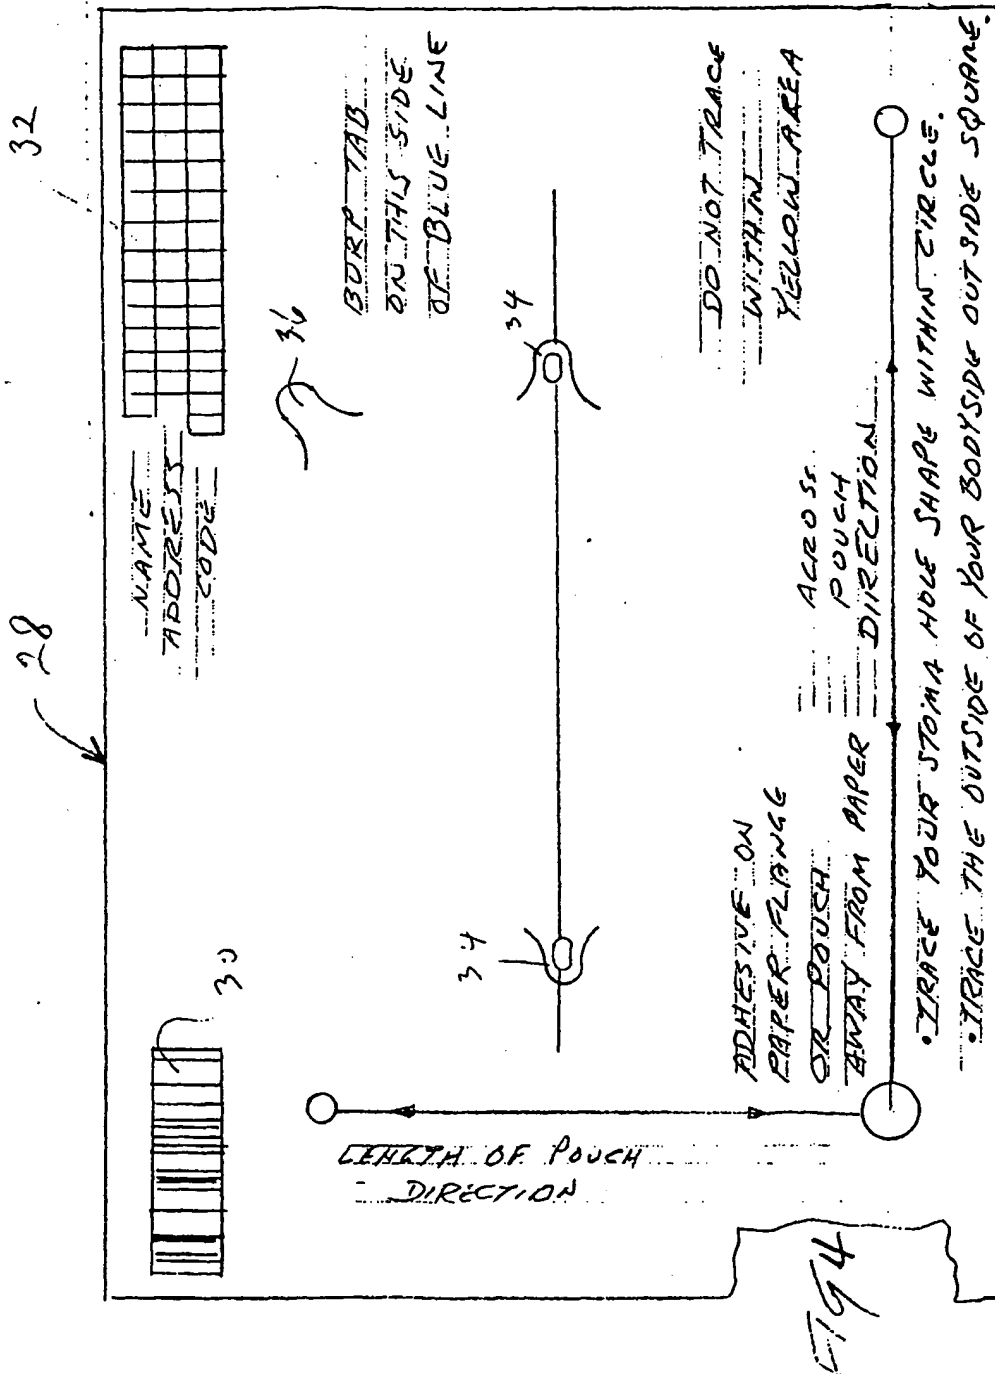 28
32
30
NAME
ADDRESS
CODE
36
BURP TAB
ON THIS SIDE
OF BLUE LINE
34
34
LENGTH OF POUCH
DIRECTION
ADHESIVE ON
PAPER FLANGE
OR POUCH
AWAY FROM PAPER
ACROSS
POUCH
DIRECTION
DO NOT TRACE
WITHIN
YELLOW AREA
• TRACE YOUR STOMA HOLE SHAPE WITHIN CIRCLE.
• TRACE THE OUTSIDE OF YOUR BODYSIDE OUTSIDE SQUARE.
FIG 4